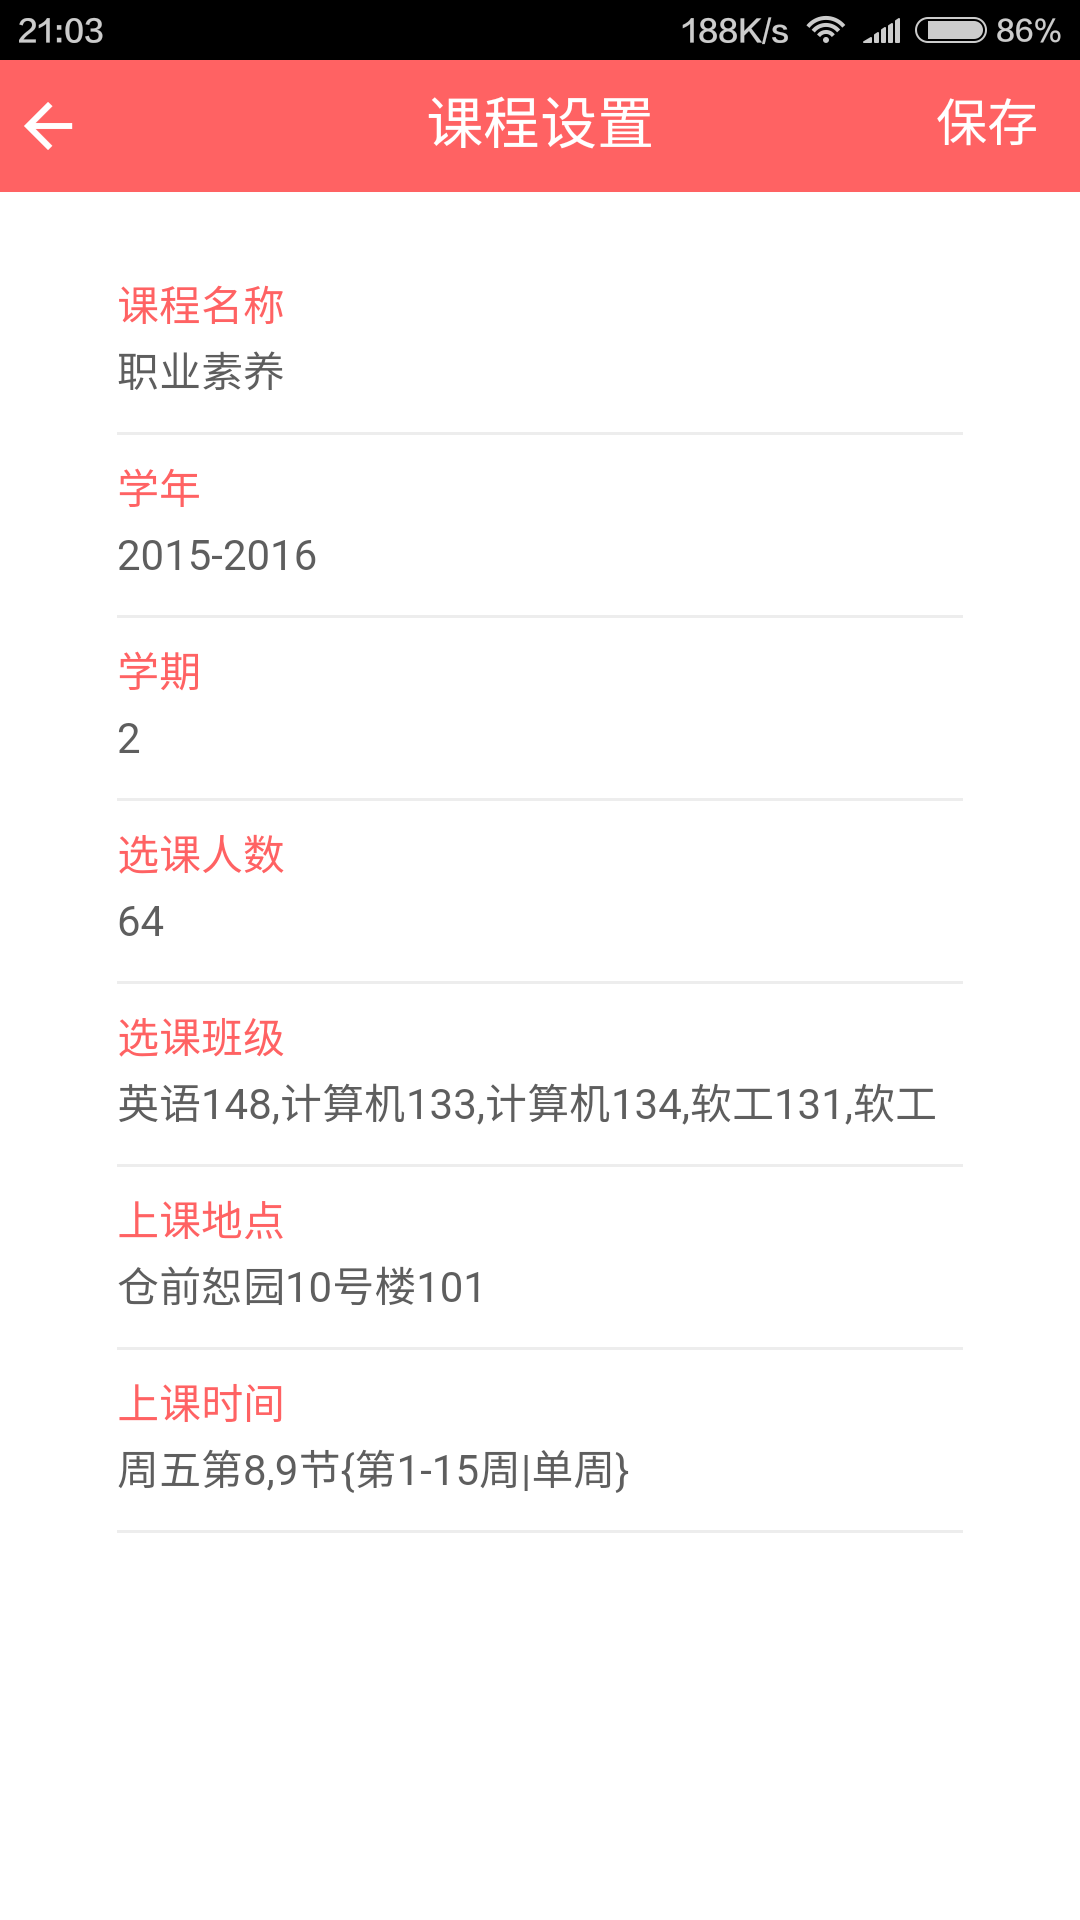 21:03 188K/s 86%
课程设置 保存
课程名称
职业素养
学年
2015-2016
学期
2
选课人数
64
选课班级
英语148,计算机133,计算机134,软工131,软工
上课地点
仓前恕园10号楼101
上课时间
周五第8,9节{第1-15周|单周}